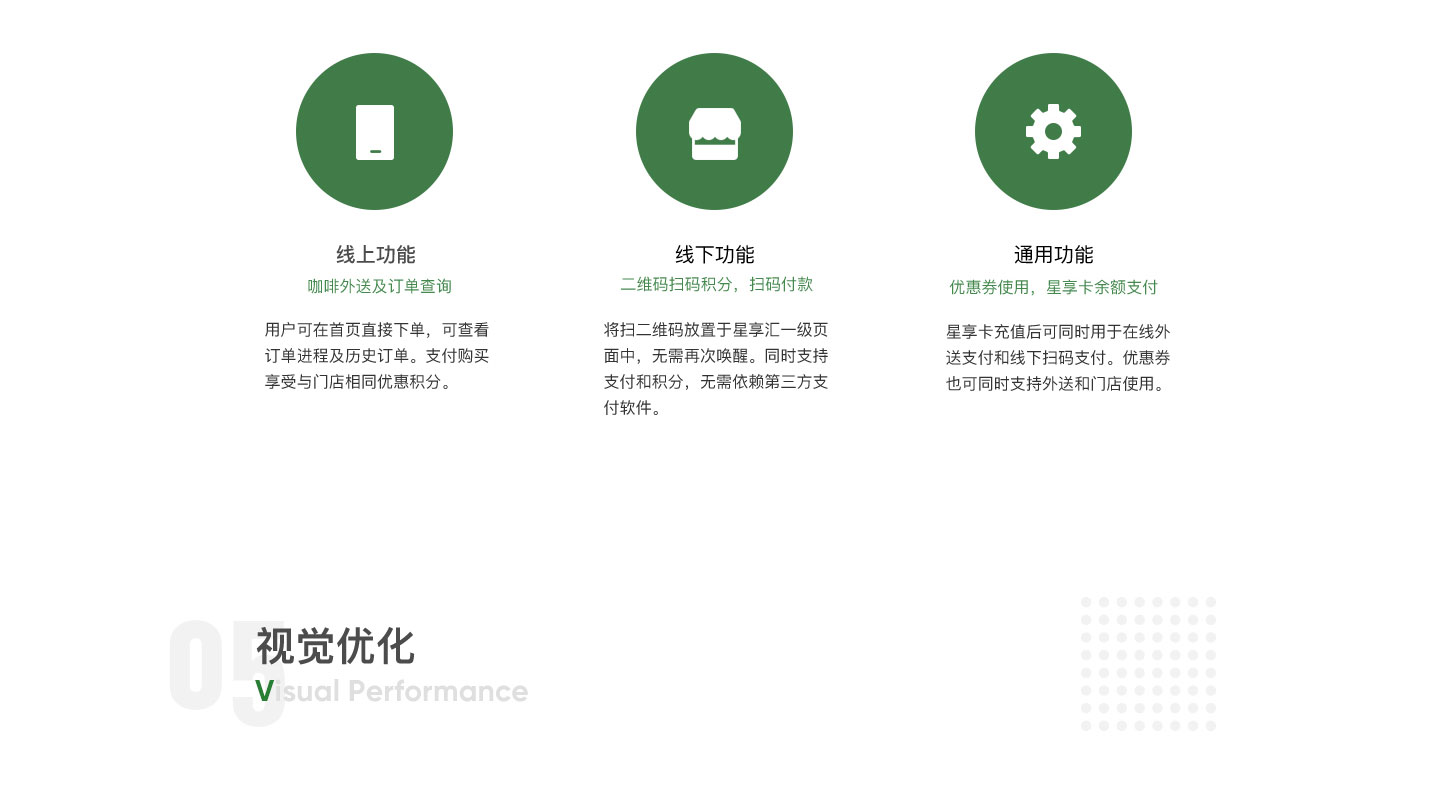 线上功能
咖啡外送及订单查询
用户可在首页直接下单，可查看
订单进程及历史订单。支付购买
享受与门店相同优惠积分。
线下功能
二维码扫码积分，扫码付款
将扫二维码放置于星享汇一级页
面中，无需再次唤醒。同时支持
支付和积分，无需依赖第三方支
付软件。
通用功能
优惠券使用，星享卡余额支付
星享卡充值后可同时用于在线外
送支付和线下扫码支付。优惠券
也可同时支持外送和门店使用。
05
视觉优化
Visual Performance